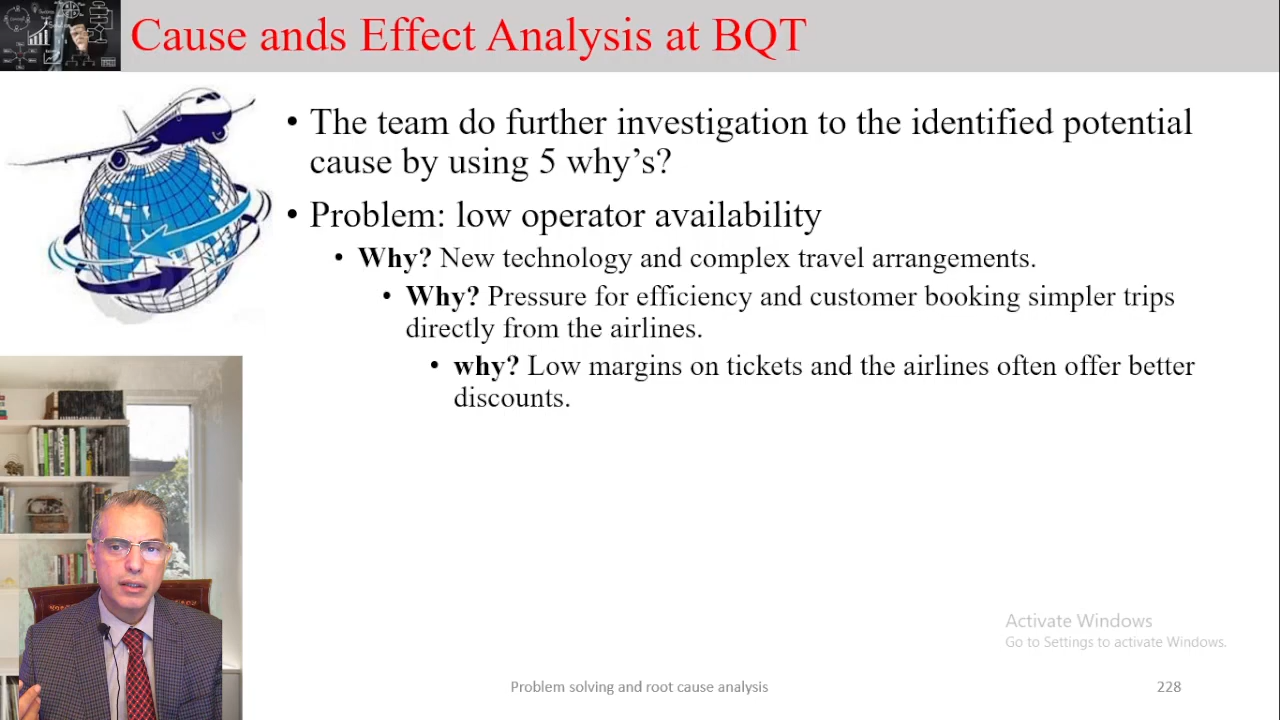 Cause ands Effect Analysis at BQT
• The team do further investigation to the identified potential
cause by using 5 why’s?
• Problem: low operator availability
• Why? New technology and complex travel arrangements.
• Why? Pressure for efficiency and customer booking simpler trips
directly from the airlines.
• why? Low margins on tickets and the airlines often offer better
discounts.
Activate Windows
Go to Settings to activate Windows.
Problem solving and root cause analysis
228